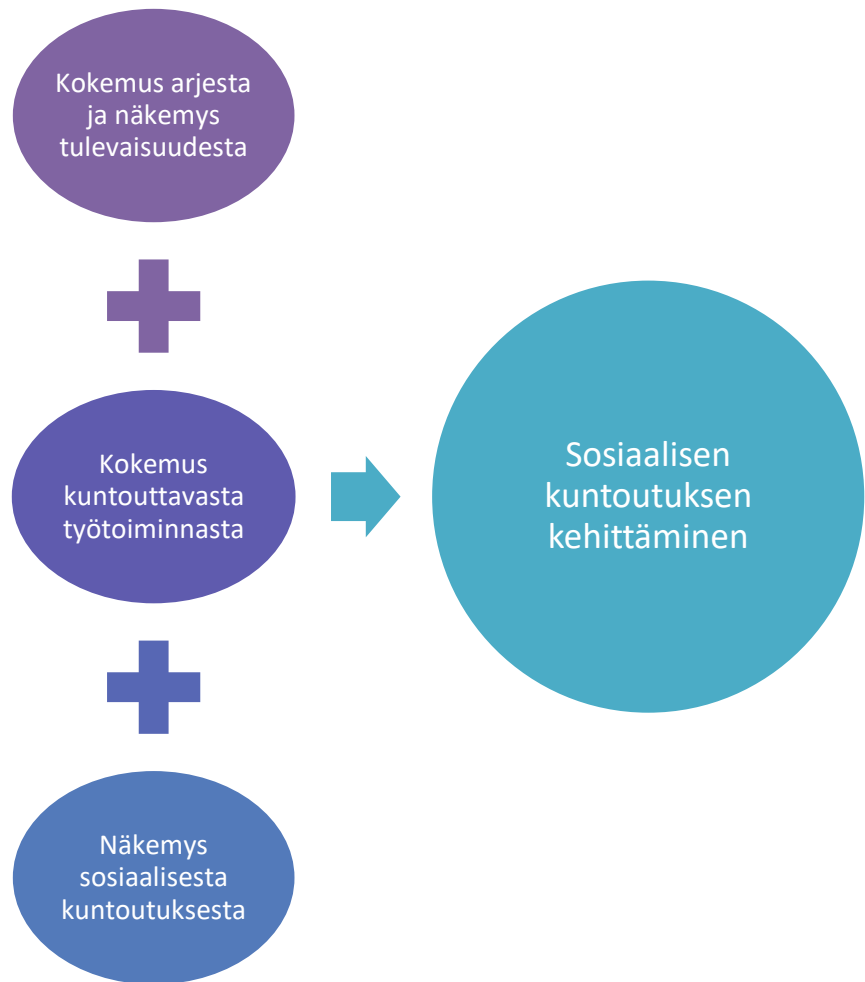 Kokemus arjesta
ja näkemys
tulevaisuudesta
Kokemus
kuntouttavasta
työtoiminnasta
Näkemys
sosiaalisesta
kuntoutuksesta
Sosiaalisen
kuntoutuksen
kehittäminen